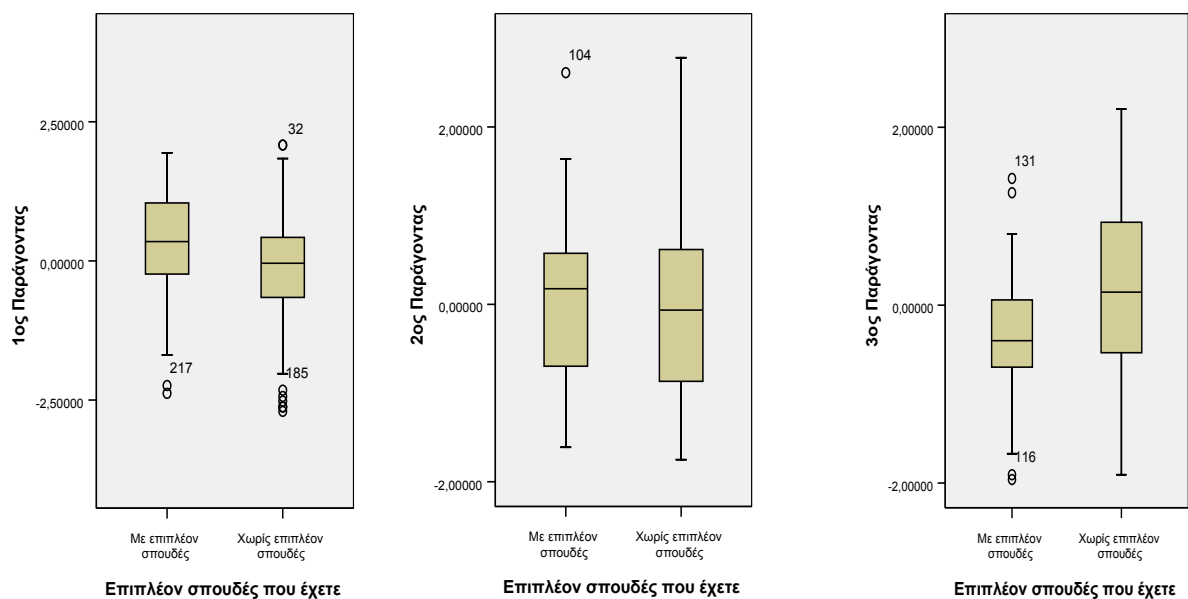 1ος Παράγοντας
2,50000
0,00000
-2,50000
32
217
185
Με επιπλέον
σπουδές
Χωρίς επιπλέον
σπουδές
Επιπλέον σπουδές που έχετε
2ος Παράγοντας
2,00000
0,00000
-2,00000
104
Με επιπλέον
σπουδές
Χωρίς επιπλέον
σπουδές
Επιπλέον σπουδές που έχετε
3ος Παράγοντας
2,00000
0,00000
-2,00000
131
116
Με επιπλέον
σπουδές
Χωρίς επιπλέον
σπουδές
Επιπλέον σπουδές που έχετε